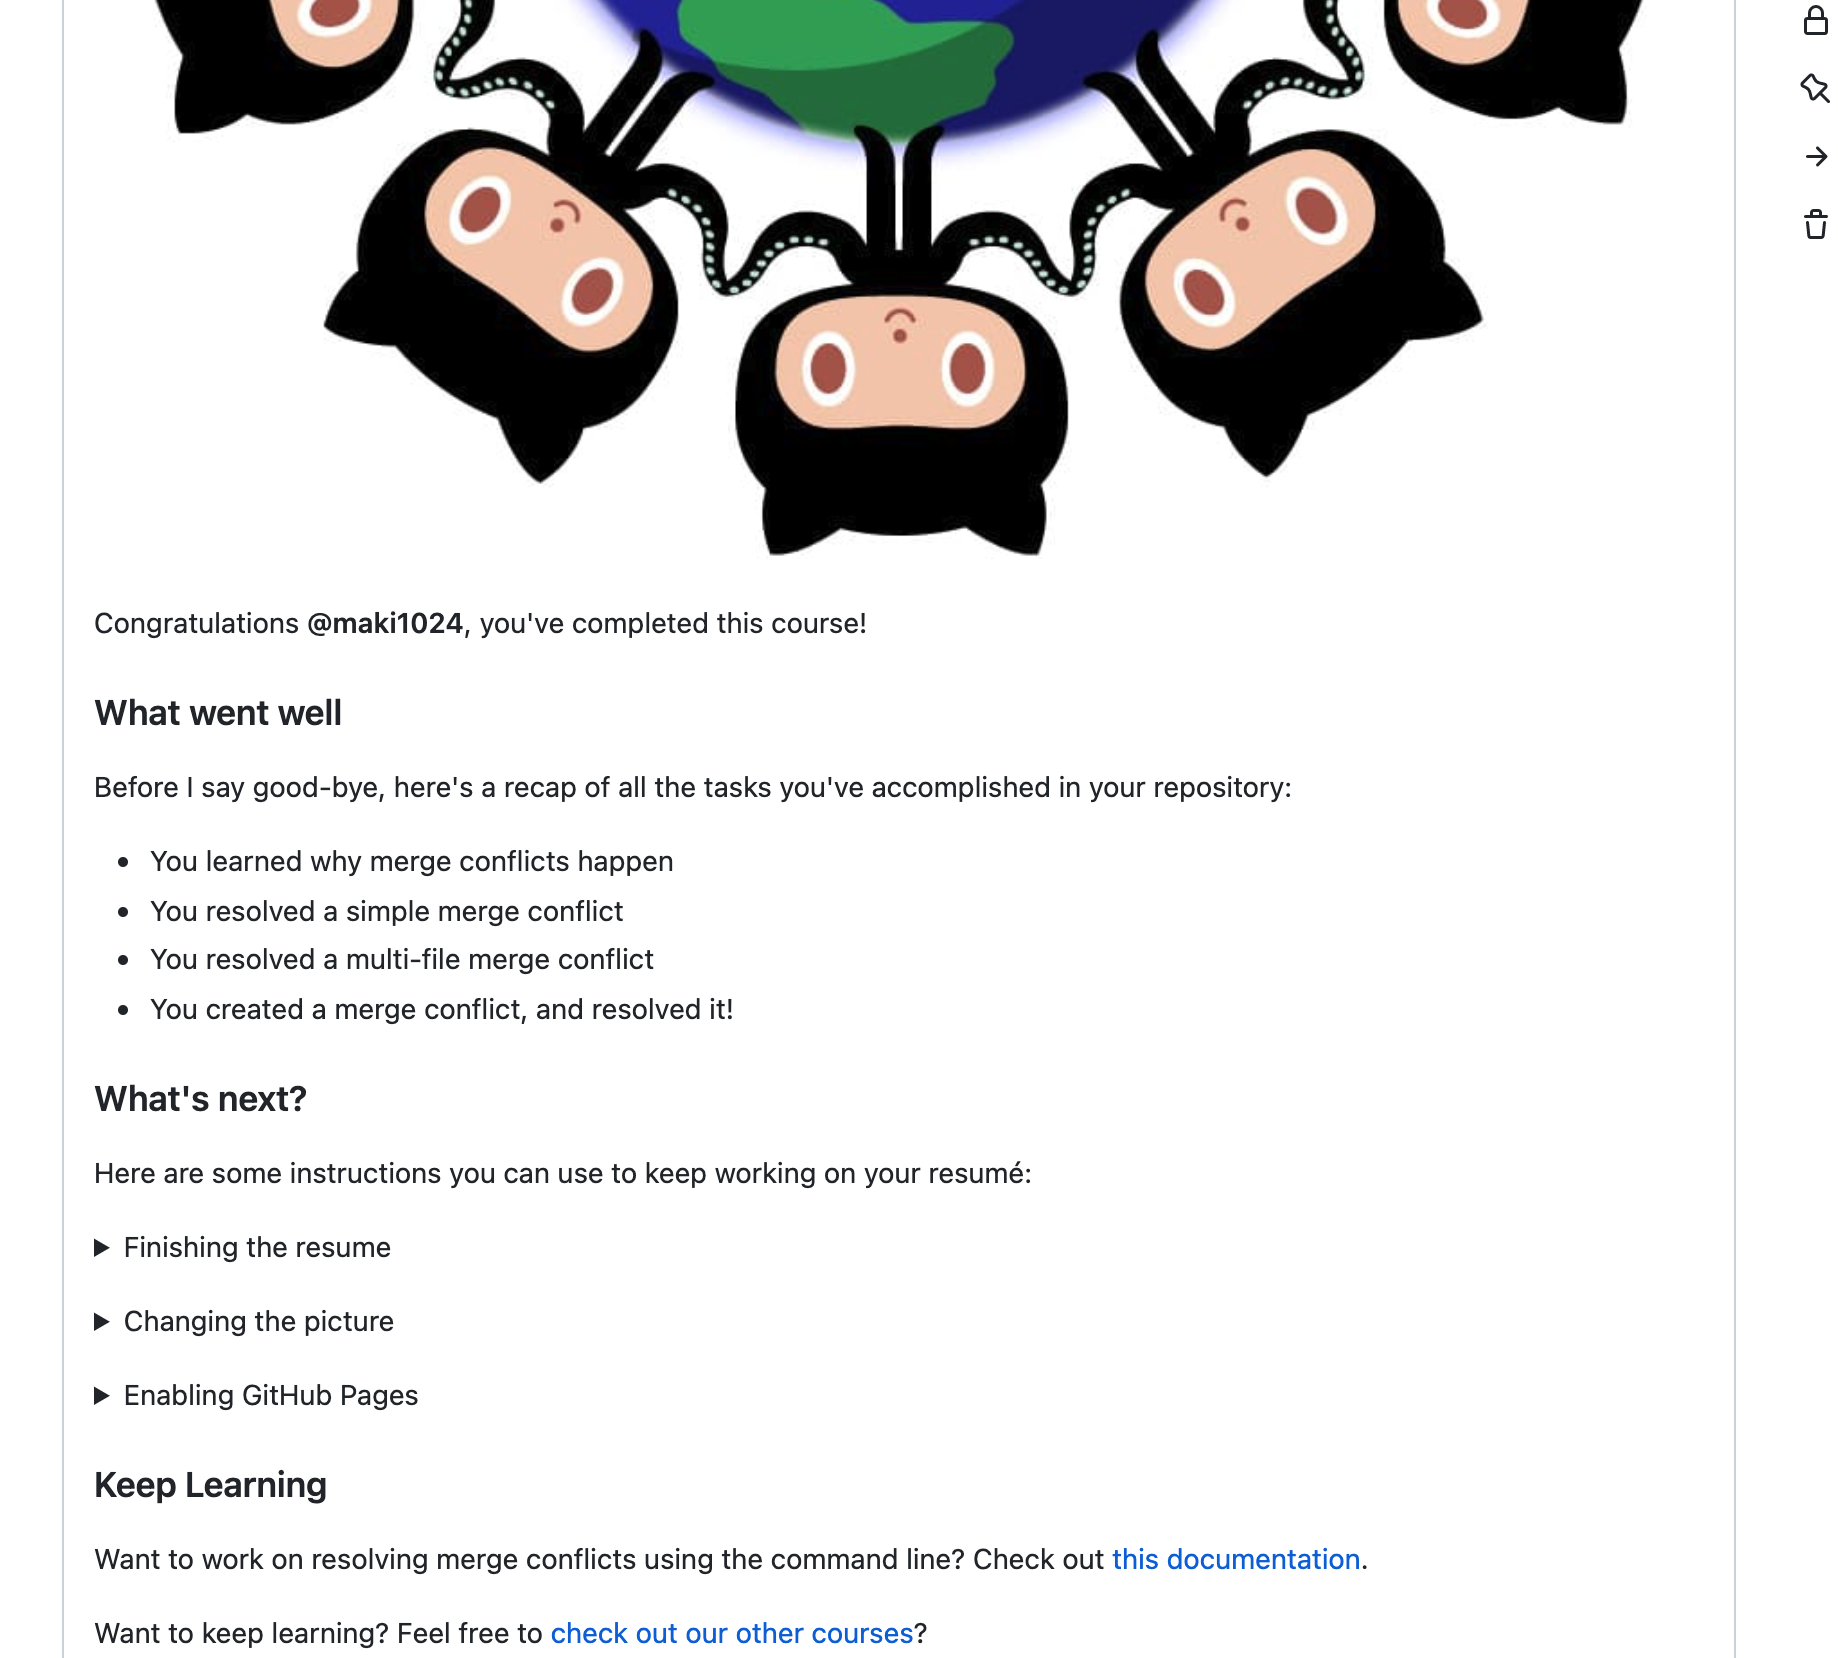 Congratulations @maki1024, you've completed this course!
What went well
Before I say good-bye, here's a recap of all the tasks you've accomplished in your repository:
You learned why merge conflicts happen
You resolved a simple merge conflict
You resolved a multi-file merge conflict
You created a merge conflict, and resolved it!
What's next?
Here are some instructions you can use to keep working on your resumé:
Finishing the resume
Changing the picture
Enabling GitHub Pages
Keep Learning
Want to work on resolving merge conflicts using the command line? Check out this documentation.
Want to keep learning? Feel free to check out our other courses?